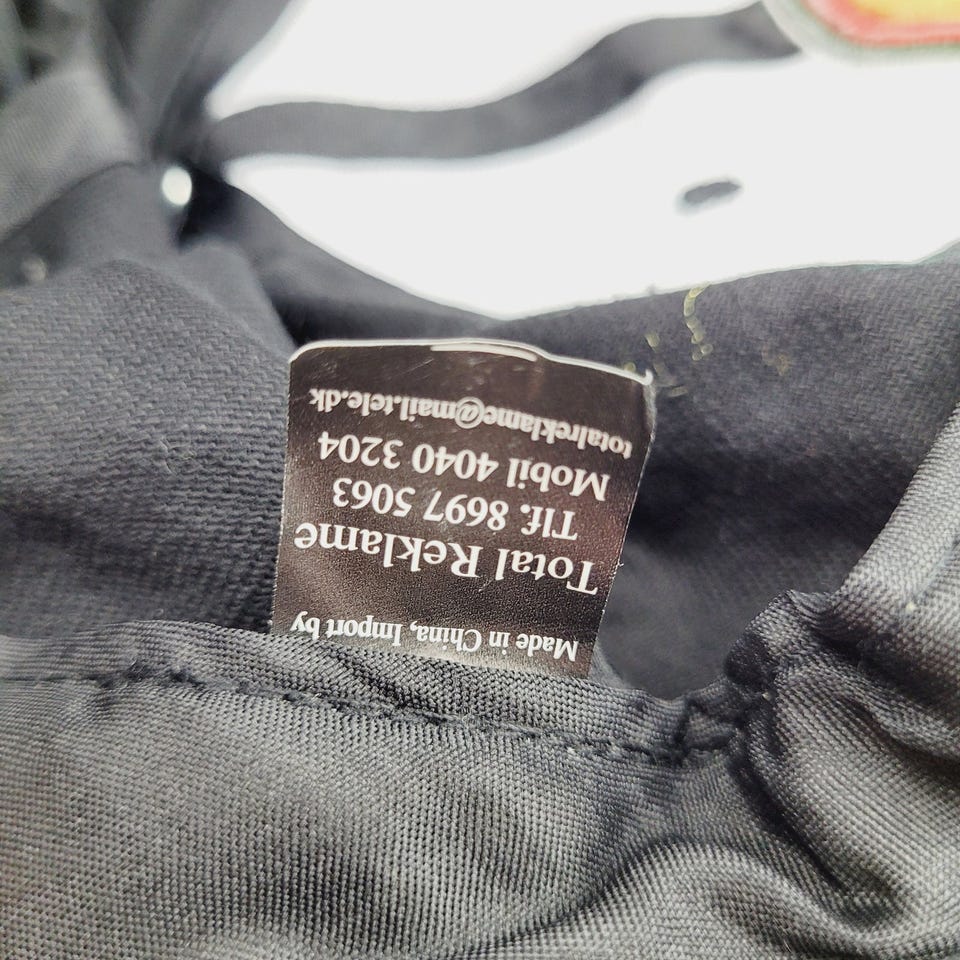 Made in China, Import by
Total Reklame
Tlf. 8697 5063
Mobil 4040 3204
totalreklame@mail.tele.dk